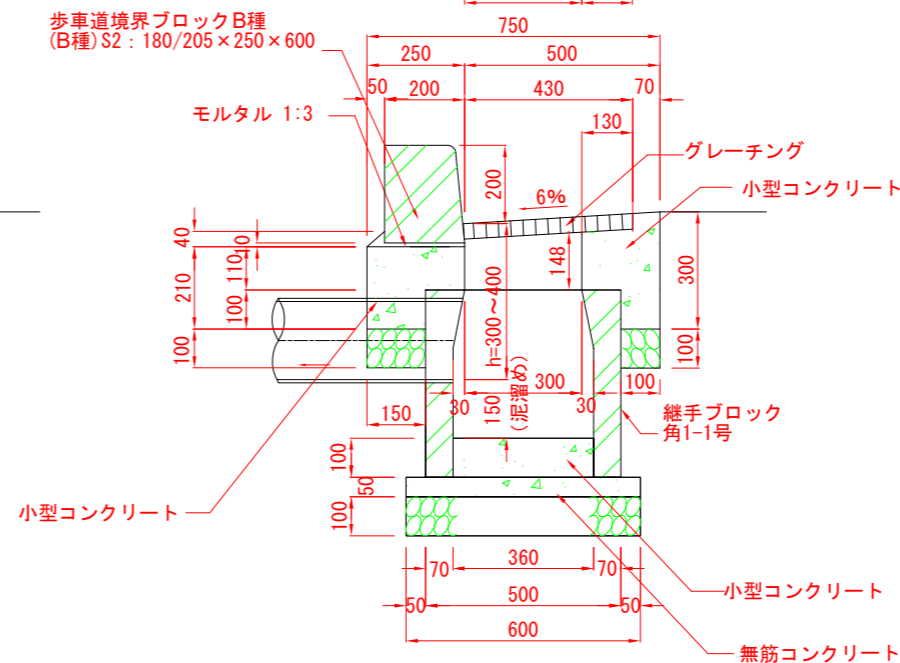 歩車道境界ブロックB種
(B種)S2：180/205×250×600
750
250
500
50
200
430
70
モルタル 1:3
130
グレーチング
小型コンクリート
200
6%
40
10
110
210
100
100
148
300
100
h=300~400
150
(泥溜め)
30
300
30
100
150
継手ブロック
角1-1号
100
50
100
小型コンクリート
70
360
70
50
500
50
600
小型コンクリート
無筋コンクリート